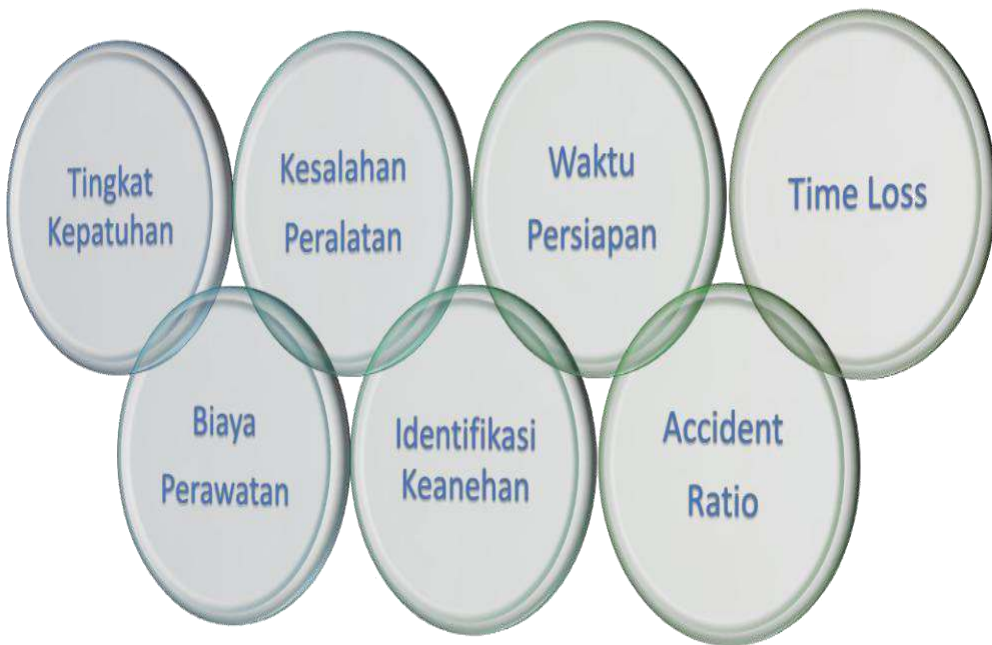 Tingkat
Kepatuhan
Kesalahan
Peralatan
Waktu
Persiapan
Time Loss
Biaya
Perawatan
Identifikasi
Keanehan
Accident
Ratio